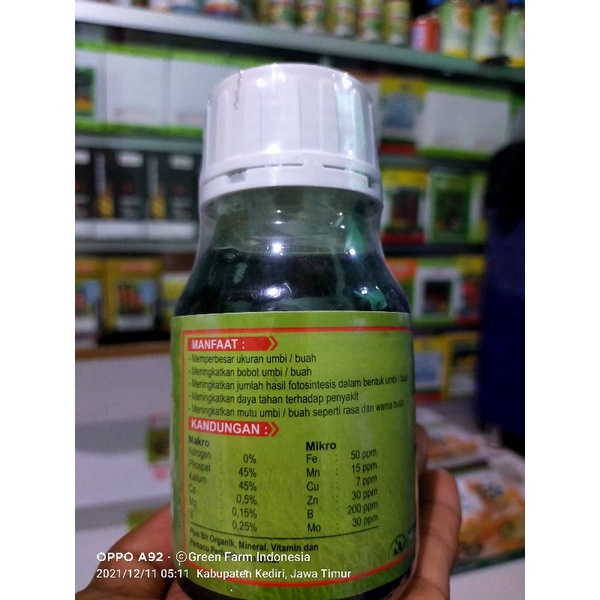 MANFAAT :
- Memperbesar ukuran umbi / buah
- Meningkatkan bobot umbi / buah
- Meningkatkan jumlah hasil fotosintesis dalam bentuk umbi / buah
- Meningkatkan daya tahan terhadap penyakit
- Meningkatkan mutu umbi / buah seperti rasa dan warna buah
KANDUNGAN :
Makro
Nitrogen : 0%
Phospat : 45%
Kalium : 45%
Ca : 0,5%
Mg : 0,15%
S : 0,25%
Mikro
Fe : 50 ppm
Mn : 15 ppm
Cu : 7 ppm
Zn : 30 ppm
B : 200 ppm
Mo : 30 ppm
Organik, Mineral, Vitamin dan
OPPO A92 · ©Green Farm Indonesia
2021/12/11 05:11 Kabupaten Kediri, Jawa Timur